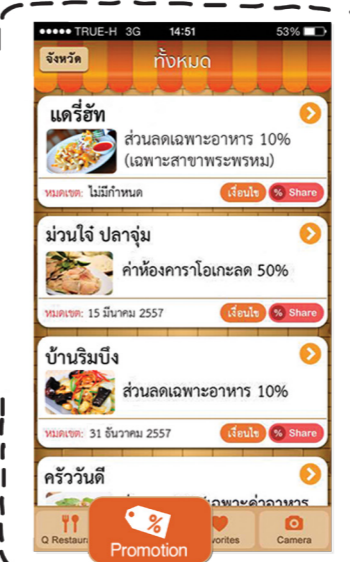 TRUE-H 3G 14:51 53%
จังหวัด ทั้งหมด
แดรี่ฮัท
ส่วนลดเฉพาะอาหาร 10%
(เฉพาะสาขาพระพรหม)
หมดเขต: ไม่มีกำหนด เงื่อนไข % Share
ม่วนใจ๋ ปลาจุ่ม
ค่าห้องคาราโอเกะลด 50%
หมดเขต: 15 มีนาคม 2557 เงื่อนไข % Share
บ้านริมบึง
ส่วนลดเฉพาะอาหาร 10%
หมดเขต: 31 ธันวาคม 2557 เงื่อนไข % Share
ครัววันดี
Q Restaur % Promotion vorites Camera